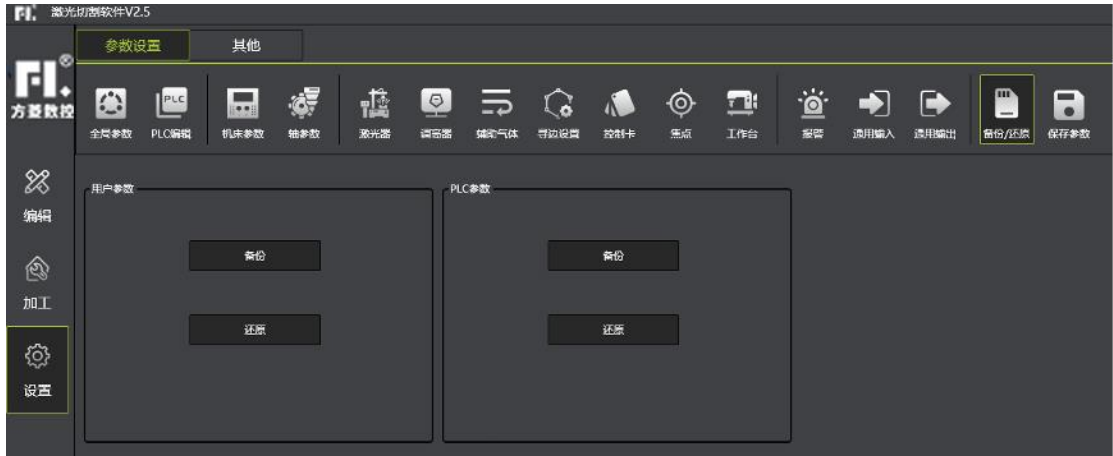 FL. 激光切割软件V2.5
参数设置 其他
FL. ®
方菱数控
全局参数 PLC编辑 机床参数 轴参数 激光器 调高器 辅助气体 寻边设置 控制卡 焦点 工作台 报警 通用输入 通用输出 备份/还原 保存参数
PLC
编辑
加工
设置
用户参数 PLC参数
备份 备份
还原 还原